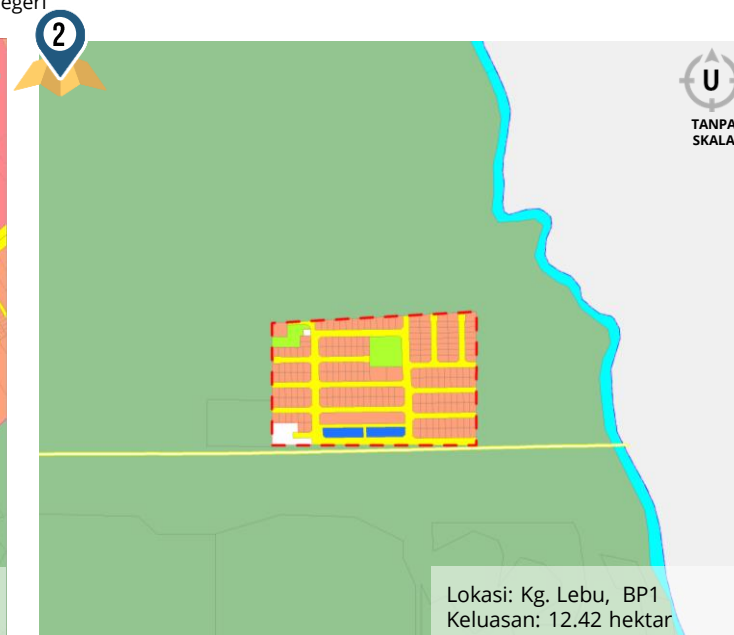 2
U
TANPA
SKALA
Lokasi: Kg. Lebu, BP1
Keluasan: 12.42 hektar